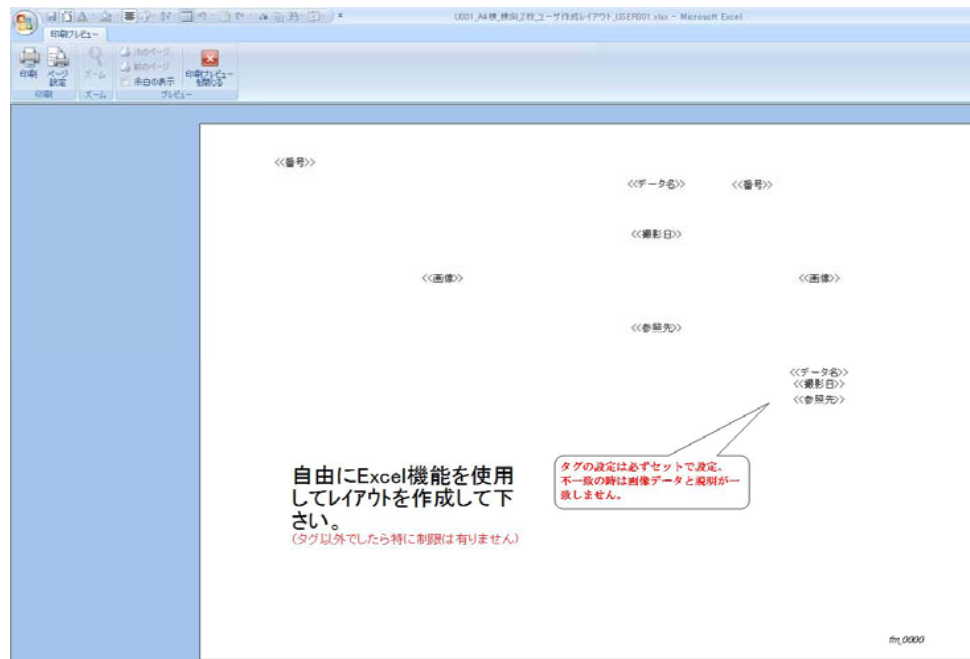 U001_A4横_横向2枚_ユーザ作成レイアウト_USER001.xlsx - Microsoft Excel
印刷プレビュー
印刷
ページ
設定
ズーム
次のページ
前のページ
余白の表示
印刷プレビュー
を閉じる
印刷
ズーム
プレビュー
<<番号>>
<<データ名>>
<<番号>>
<<撮影日>>
<<画像>>
<<画像>>
<<参照先>>
<<データ名>>
<<撮影日>>
<<参照先>>
タグの設定は必ずセットで設定。
不一致の時は画像データと説明が一
致しません。
自由にExcel機能を使用
してレイアウトを作成して下
さい。
(タグ以外でしたら特に制限は有りません)
fm_0000